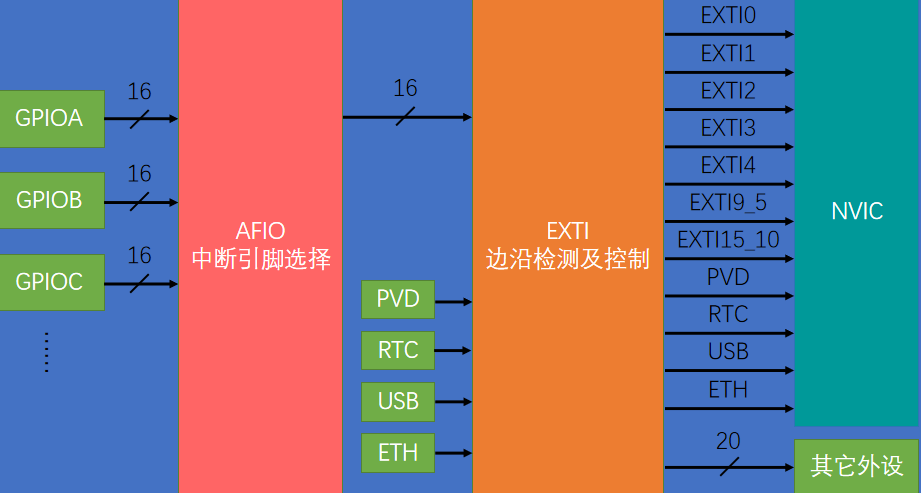 16
GPIOA
16
GPIOB
16
GPIOC
AFIO
中断引脚选择
16
PVD
RTC
USB
ETH
EXTI
边沿检测及控制
EXTI0
EXTI1
EXTI2
EXTI3
EXTI4
EXTI9_5
EXTI15_10
PVD
RTC
USB
ETH
20
NVIC
其它外设